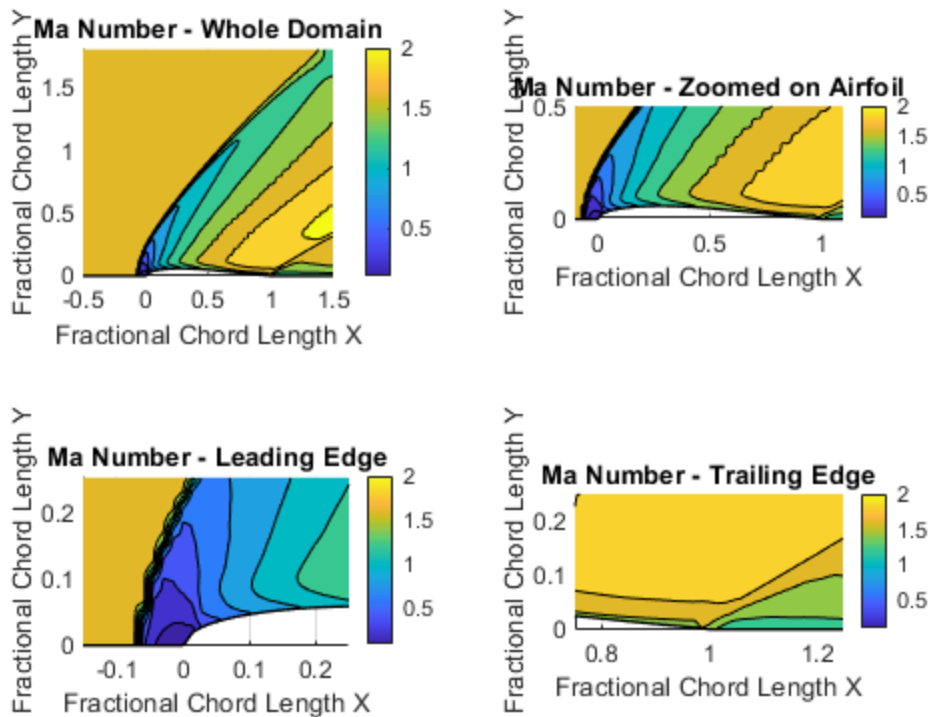 Ma Number - Whole Domain
Fractional Chord Length Y
1.5
1
0.5
0
-0.5 0 0.5 1 1.5
Fractional Chord Length X
2
1.5
1
0.5
Ma Number - Zoomed on Airfoil
Fractional Chord Length Y
0.5
0
0 0.5 1
Fractional Chord Length X
2
1.5
1
0.5
Ma Number - Leading Edge
Fractional Chord Length Y
0.2
0.1
0
-0.1 0 0.1 0.2
Fractional Chord Length X
2
1.5
1
0.5
Ma Number - Trailing Edge
Fractional Chord Length Y
0.2
0.1
0
0.8 1 1.2
Fractional Chord Length X
2
1.5
1
0.5